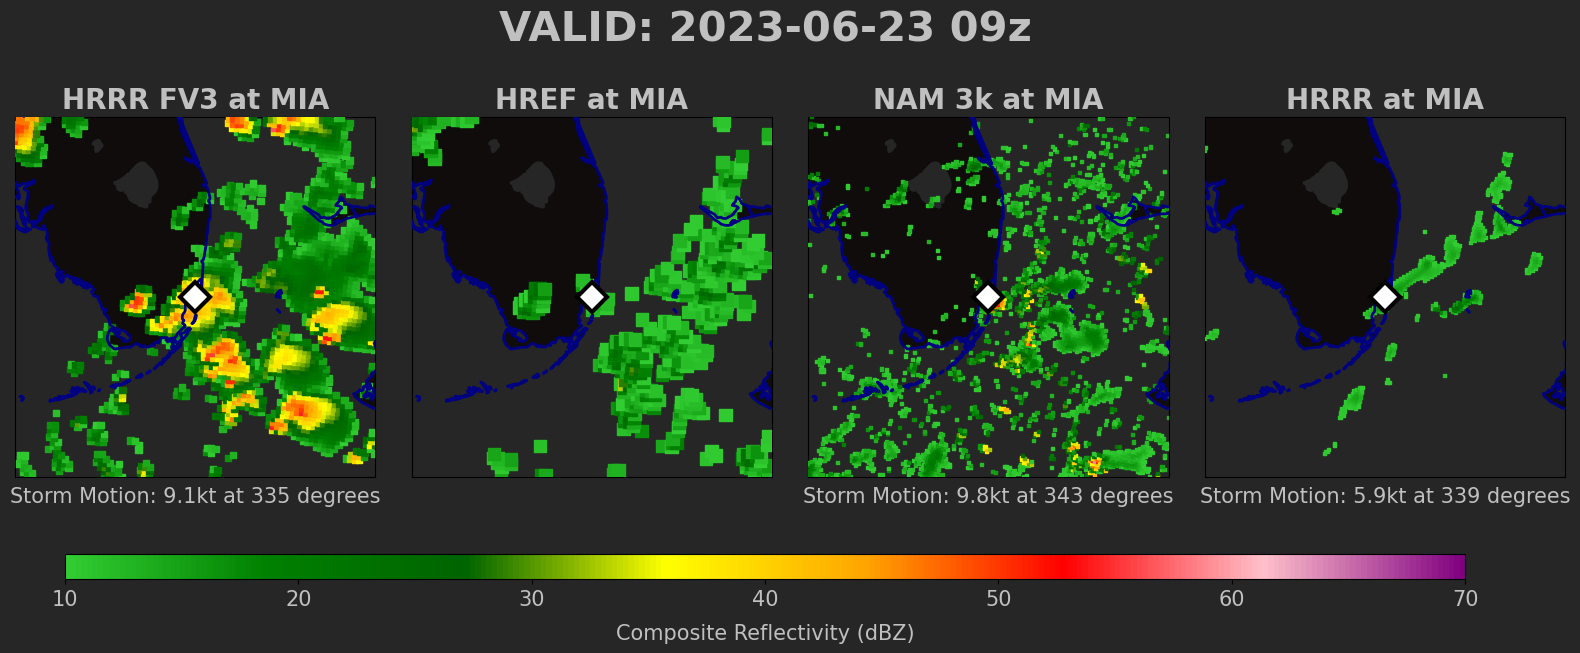 VALID: 2023-06-23 09z
HRRR FV3 at MIA
HREF at MIA
NAM 3k at MIA
HRRR at MIA
Storm Motion: 9.1kt at 335 degrees
Storm Motion: 9.8kt at 343 degrees
Storm Motion: 5.9kt at 339 degrees
10 20 30 40 50 60 70
Composite Reflectivity (dBZ)